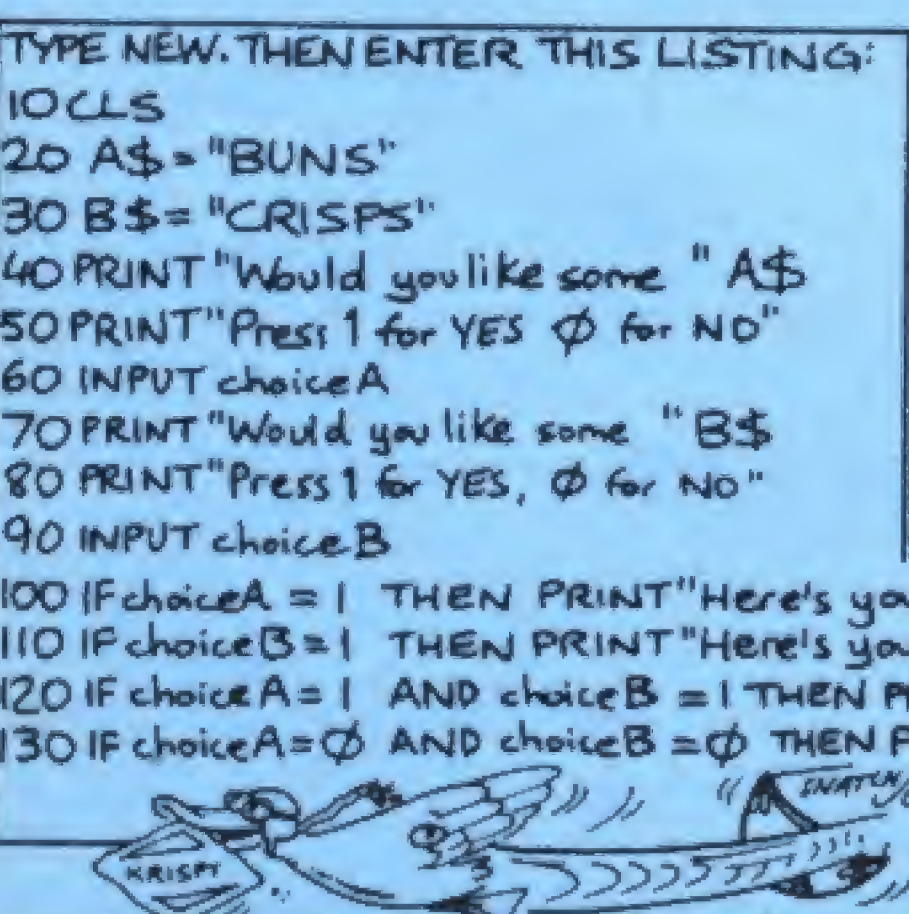 TYPE NEW. THEN ENTER THIS LISTING:
10 CLS
20 A$ = "BUNS"
30 B$ = "CRISPS"
40 PRINT "Would you like some " A$
50 PRINT "Press 1 for YES Ø for NO"
60 INPUT choiceA
70 PRINT "Would you like some " B$
80 PRINT "Press 1 for YES, Ø for NO"
90 INPUT choiceB
100 IF choiceA = 1 THEN PRINT "Here's you
110 IF choiceB = 1 THEN PRINT "Here's you
120 IF choiceA = 1 AND choiceB = 1 THEN P
130 IF choiceA = Ø AND choiceB = Ø THEN P
SNATCH
KRISPY